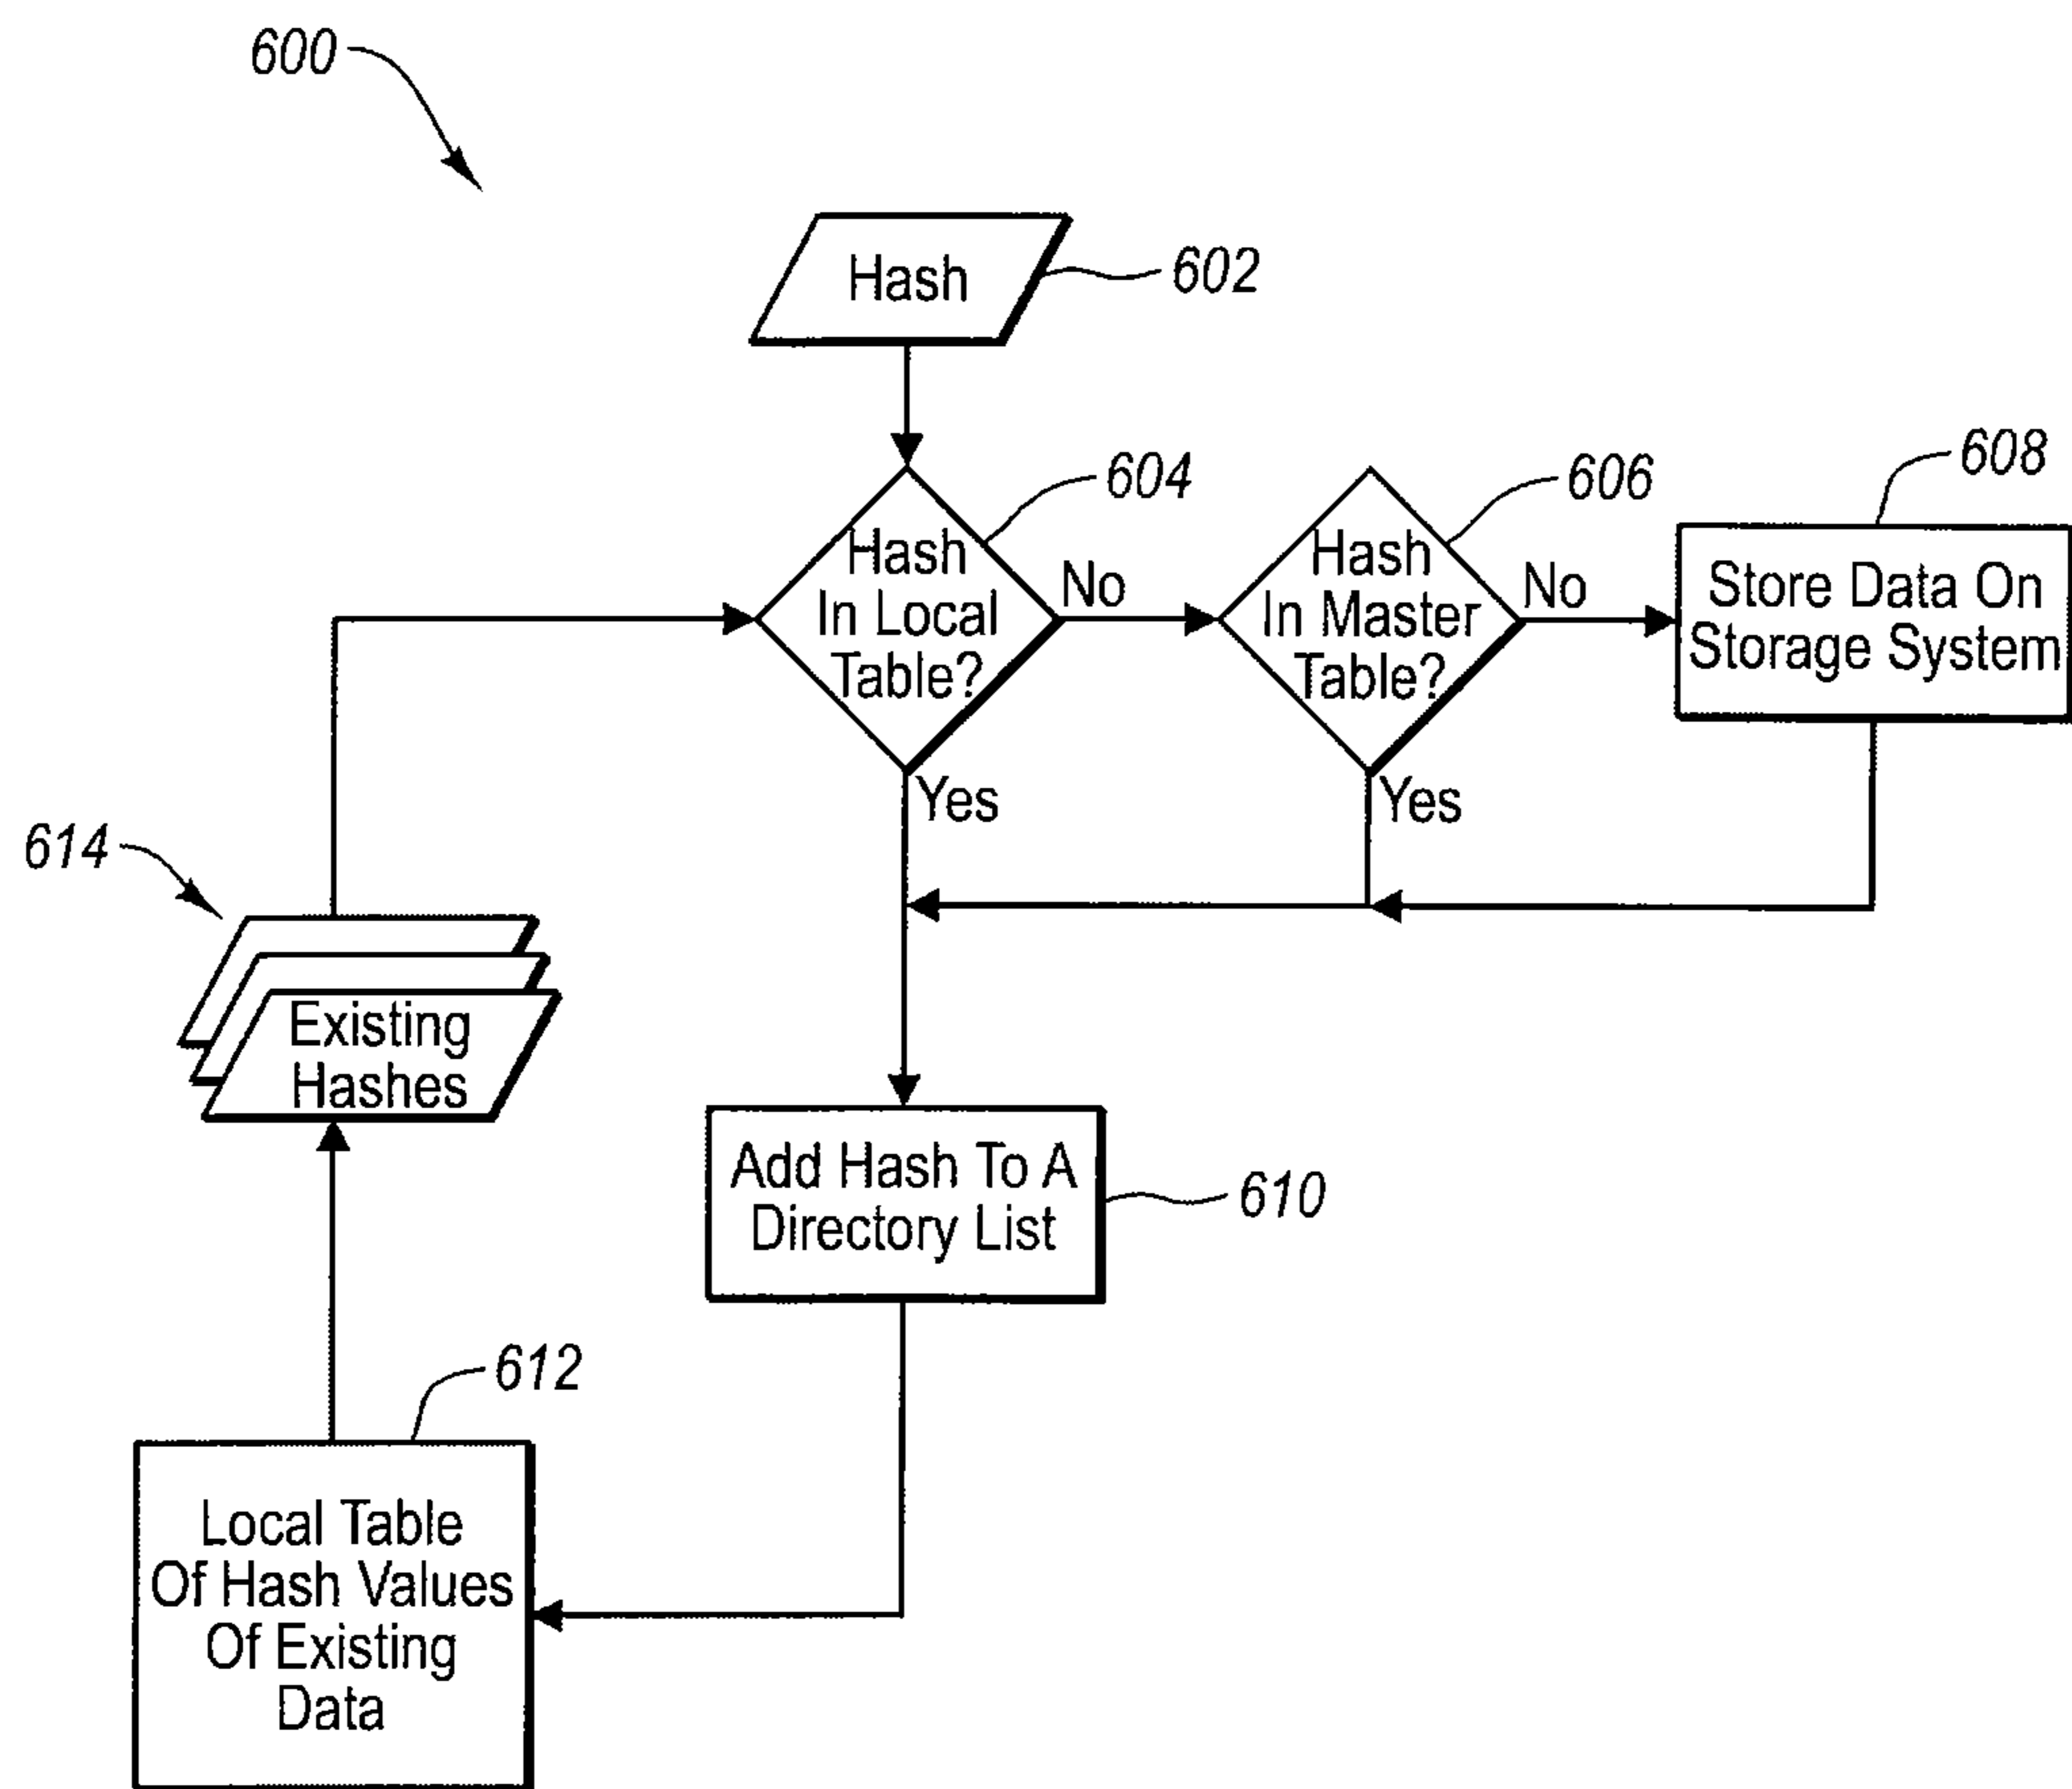 600
Hash
602
604
606
608
Hash
In Local
Table?
No
Hash
In Master
Table?
No
Store Data On
Storage System
Yes
Yes
614
Existing
Hashes
Add Hash To A
Directory List
610
612
Local Table
Of Hash Values
Of Existing
Data